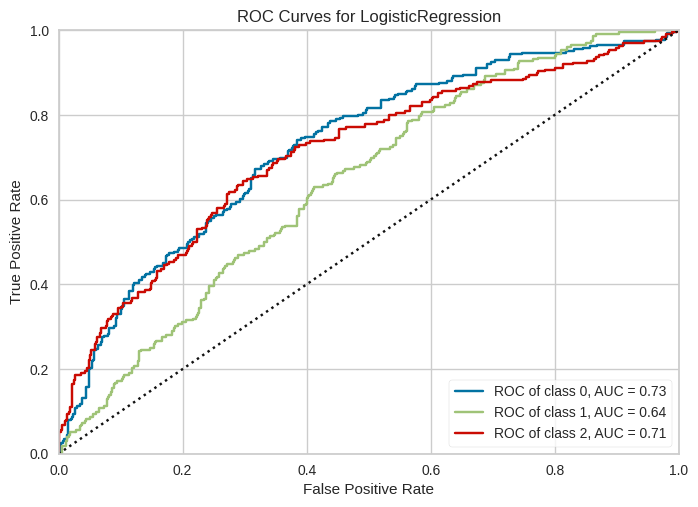 ROC Curves for LogisticRegression
1.0
0.8
0.6
0.4
0.2
0.0
True Positive Rate
ROC of class 0, AUC = 0.73
ROC of class 1, AUC = 0.64
ROC of class 2, AUC = 0.71
0.0 0.2 0.4 0.6 0.8 1.0
False Positive Rate